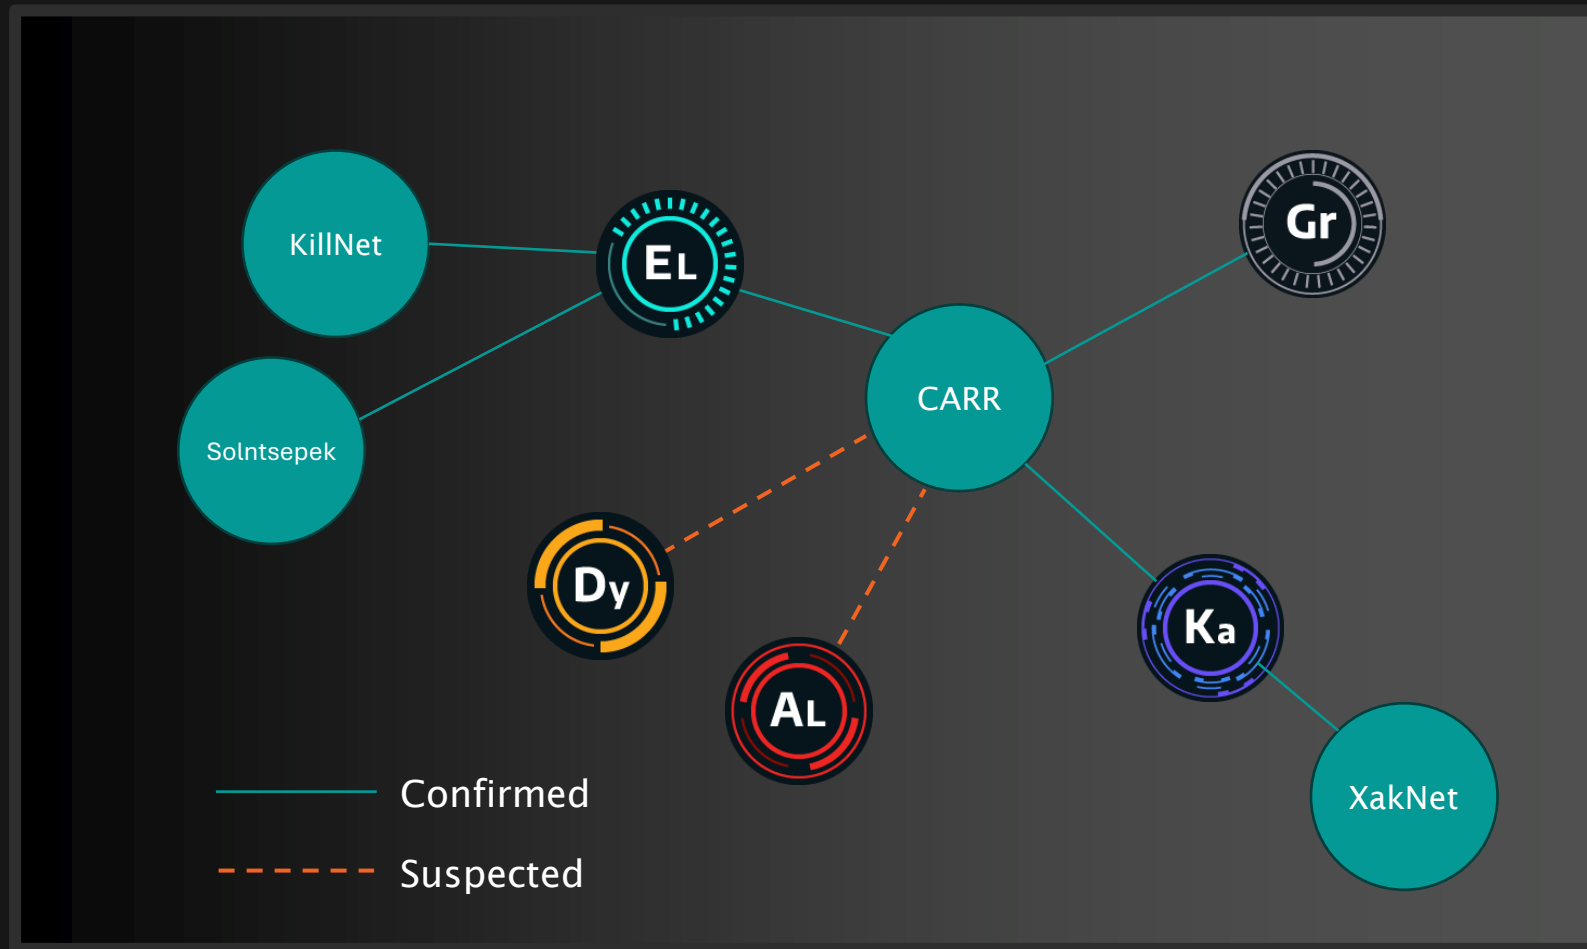 KillNet
EL
Gr
CARR
Solntsepek
Dy
Ka
AL
XakNet
Confirmed
Suspected